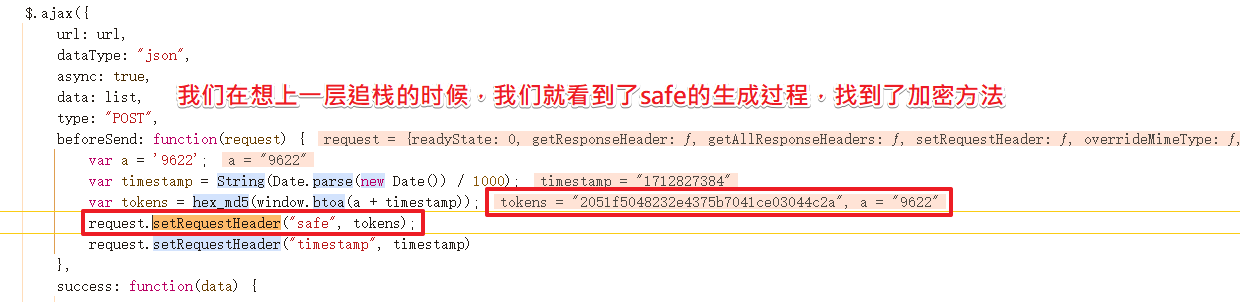 $.ajax({
url: url,
dataType: "json",
async: true,
data: list,
我们在想上一层追栈的时候，我们就看到了safe的生成过程，找到了加密方法
type: "POST",
beforeSend: function(request) { request = {readyState: 0, getResponseHeader: ƒ, getAllResponseHeaders: ƒ, setRequestHeader: ƒ, overrideMimeType: ƒ,
var a = '9622'; a = "9622"
var timestamp = String(Date.parse(new Date()) / 1000); timestamp = "1712827384"
var tokens = hex_md5(window.btoa(a + timestamp)); tokens = "2051f5048232e4375b7041ce03044c2a", a = "9622"
request.setRequestHeader("safe", tokens);
request.setRequestHeader("timestamp", timestamp)
},
success: function(data) {